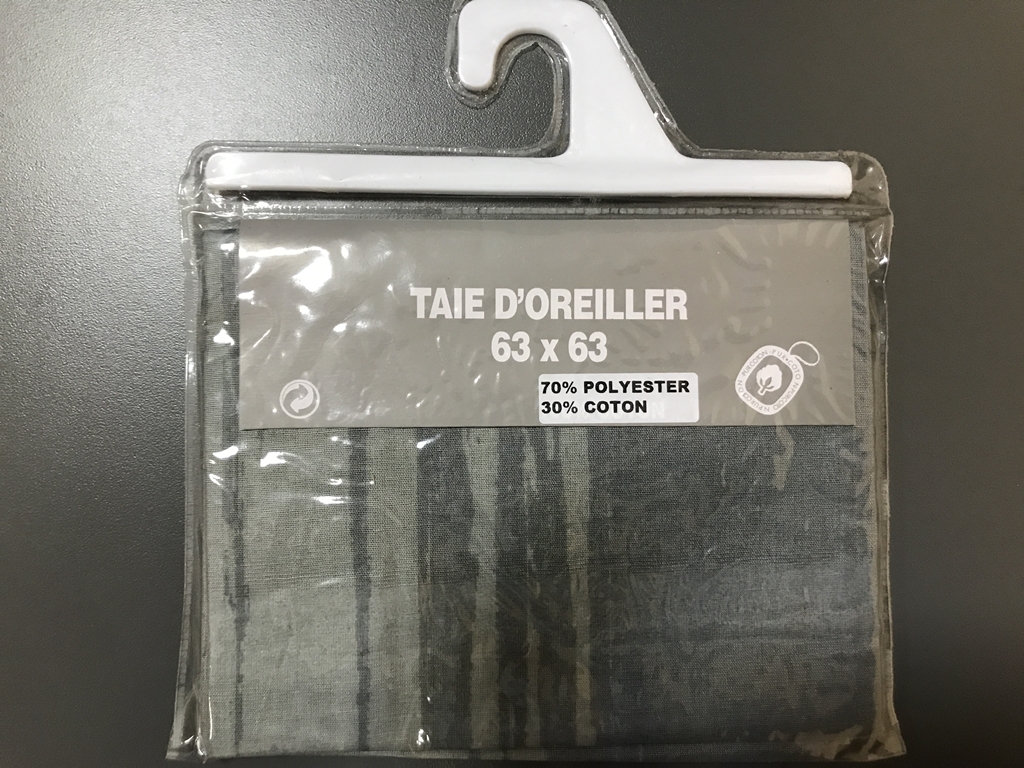 TAIE D'OREILLER
63 x 63
70% POLYESTER
30% COTON